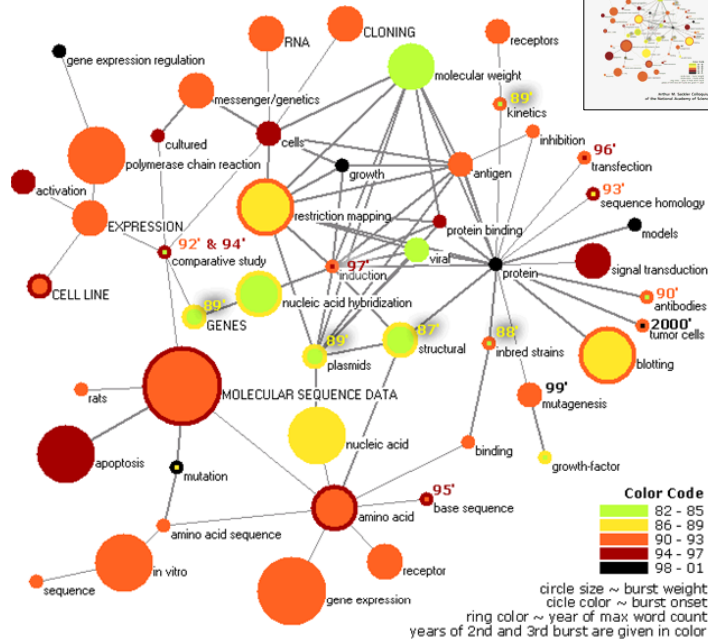 RNA
CLONING
receptors
gene expression regulation
molecular weight
messenger/genetics
89'
kinetics
cultured
cells
inhibition
polymerase chain reaction
growth
antigen
96'
transfection
activation
93'
sequence homology
EXPRESSION
restriction mapping
protein binding
models
92' & 94'
comparative study
97'
induction
viral
protein
signal transduction
CELL LINE
nucleic acid hybridization
90'
antibodies
89'
GENES
87'
structural
88'
inbred strains
2000'
tumor cells
89'
plasmids
blotting
rats
MOLECULAR SEQUENCE DATA
99'
mutagenesis
nucleic acid
apoptosis
mutation
binding
growth-factor
95'
base sequence
amino acid
amino acid sequence
in vitro
receptor
sequence
gene expression
Color Code
82 - 85
86 - 89
90 - 93
94 - 97
98 - 01
circle size ~ burst weight
cicle color ~ burst onset
ring color ~ year of max word count
years of 2nd and 3rd burst are given in color